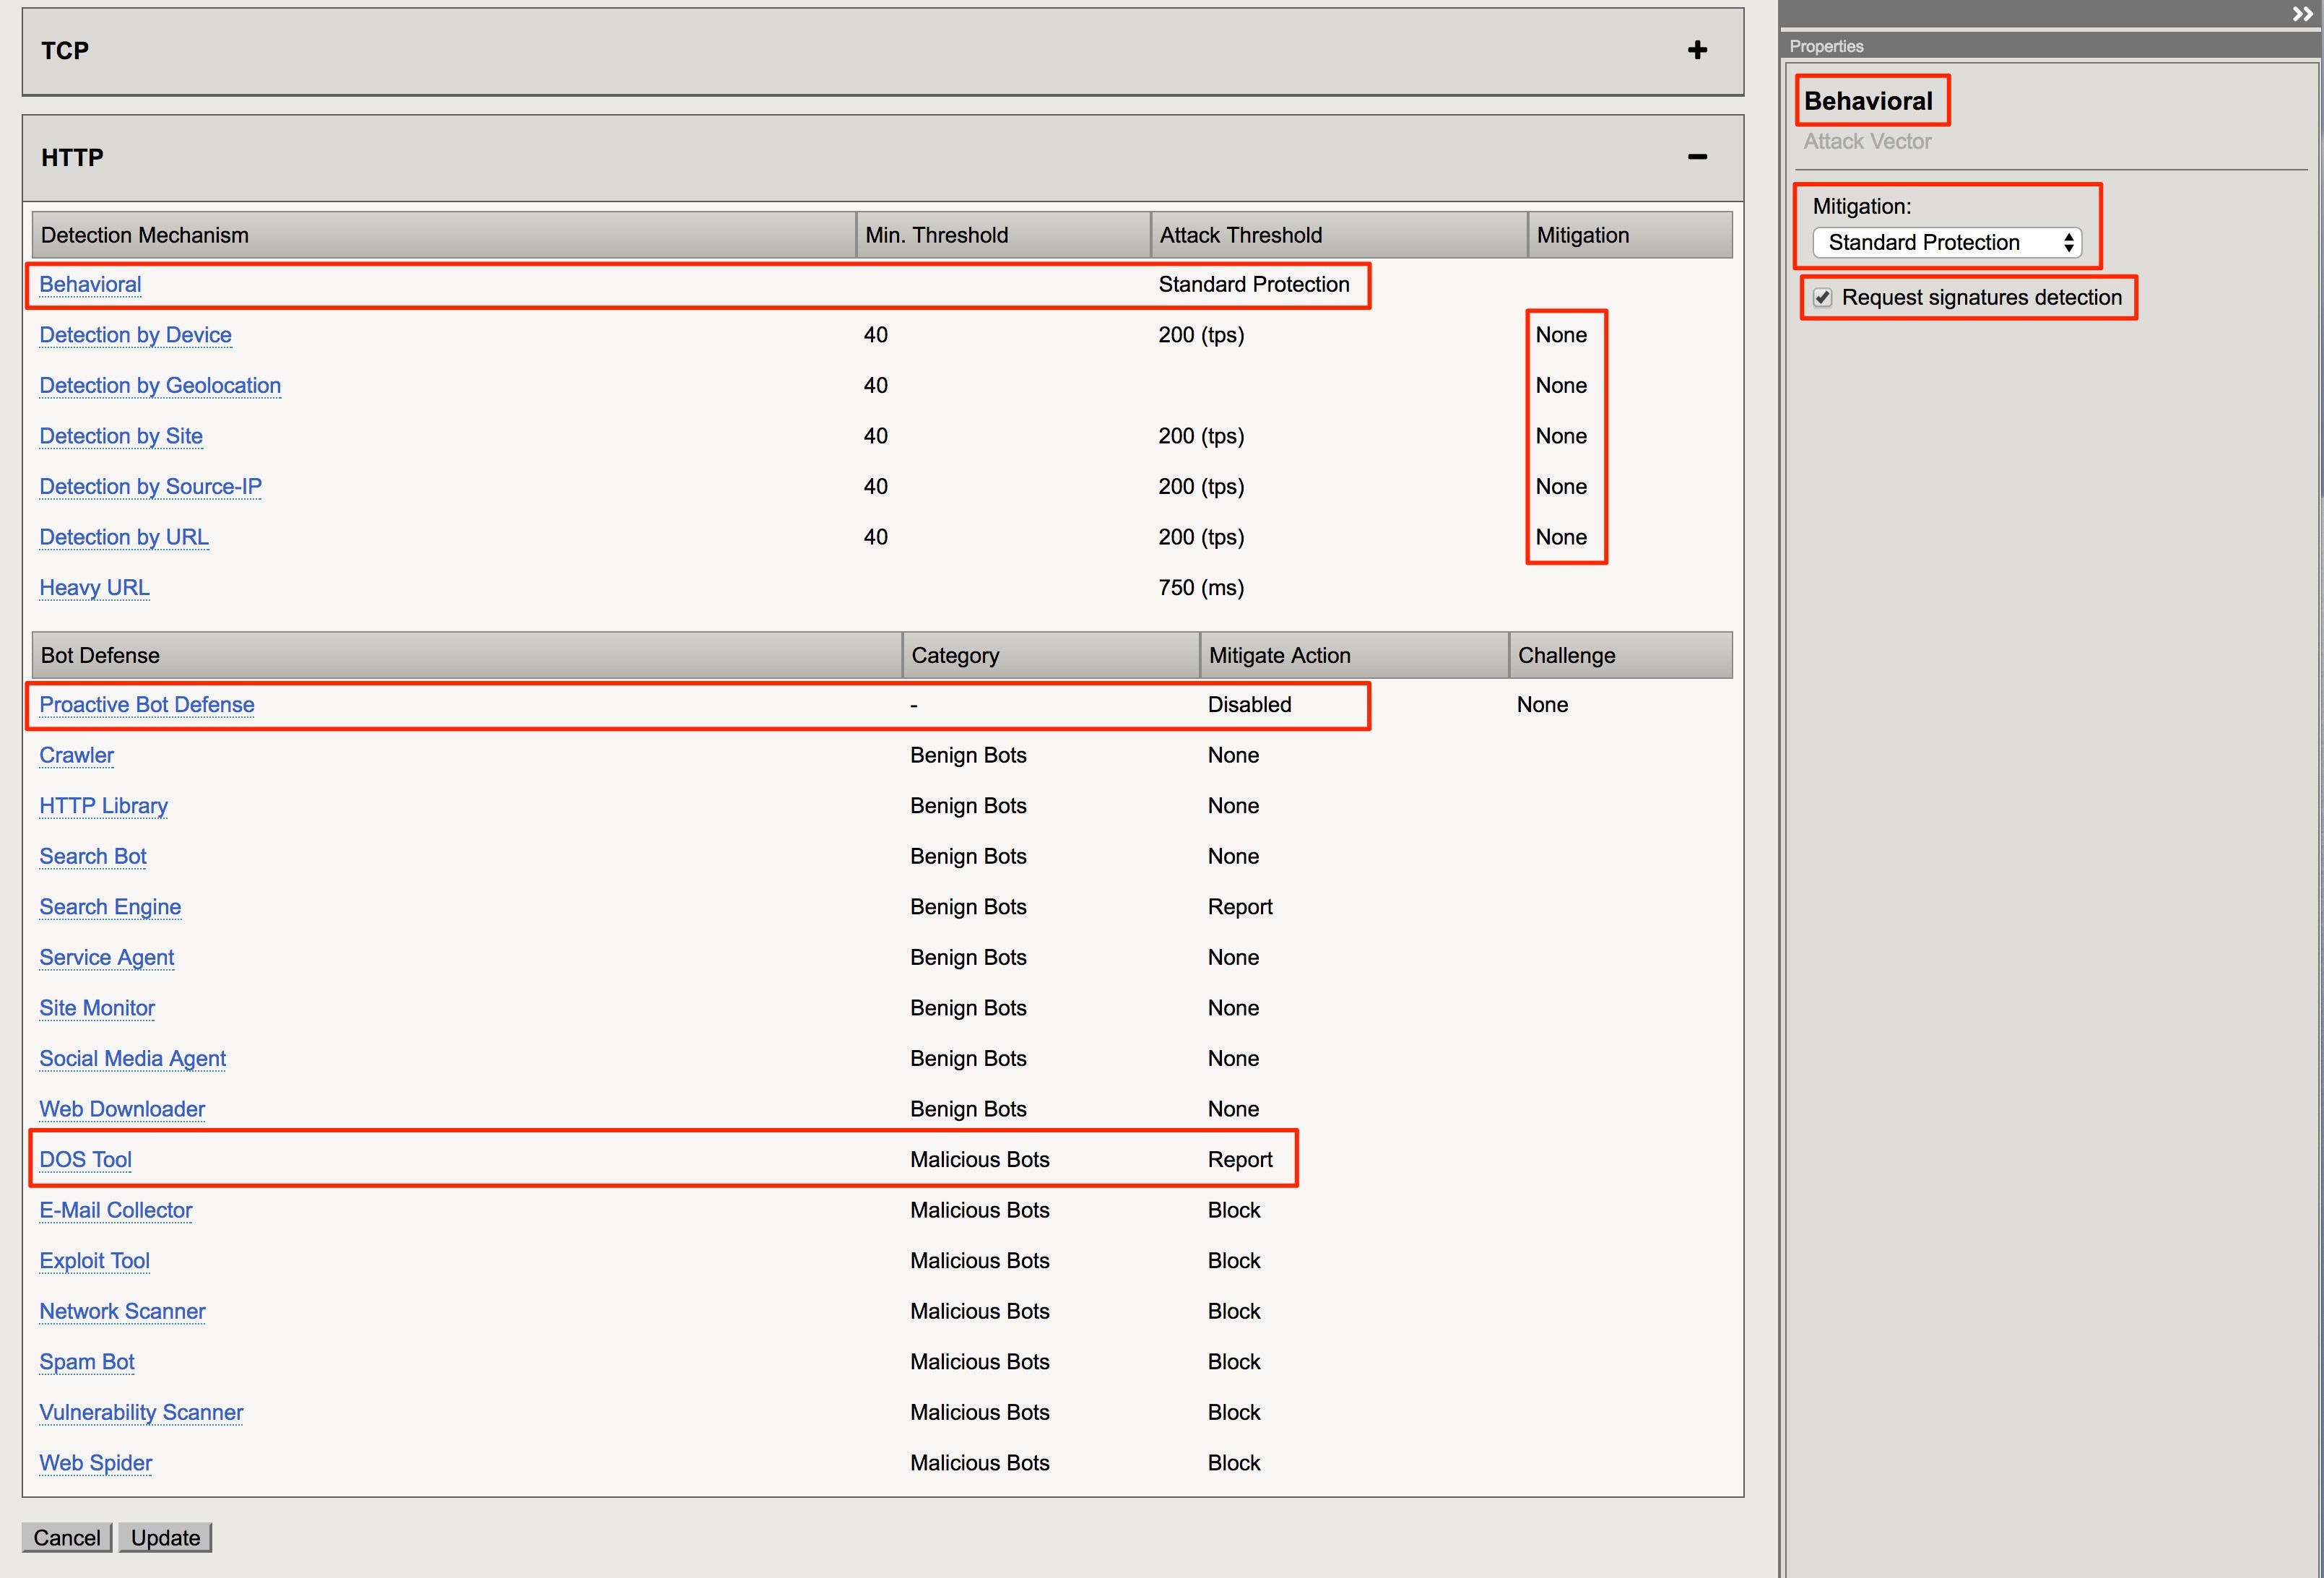 TCP
HTTP
Detection Mechanism Min. Threshold Attack Threshold Mitigation
Behavioral Standard Protection
Detection by Device 40 200 (tps) None
Detection by Geolocation 40 None
Detection by Site 40 200 (tps) None
Detection by Source-IP 40 200 (tps) None
Detection by URL 40 200 (tps) None
Heavy URL 750 (ms)
Bot Defense Category Mitigate Action Challenge
Proactive Bot Defense - Disabled None
Crawler Benign Bots None
HTTP Library Benign Bots None
Search Bot Benign Bots None
Search Engine Benign Bots Report
Service Agent Benign Bots None
Site Monitor Benign Bots None
Social Media Agent Benign Bots None
Web Downloader Benign Bots None
DOS Tool Malicious Bots Report
E-Mail Collector Malicious Bots Block
Exploit Tool Malicious Bots Block
Network Scanner Malicious Bots Block
Spam Bot Malicious Bots Block
Vulnerability Scanner Malicious Bots Block
Web Spider Malicious Bots Block
Cancel Update
Properties
Behavioral
Attack Vector
Mitigation:
Standard Protection
Request signatures detection